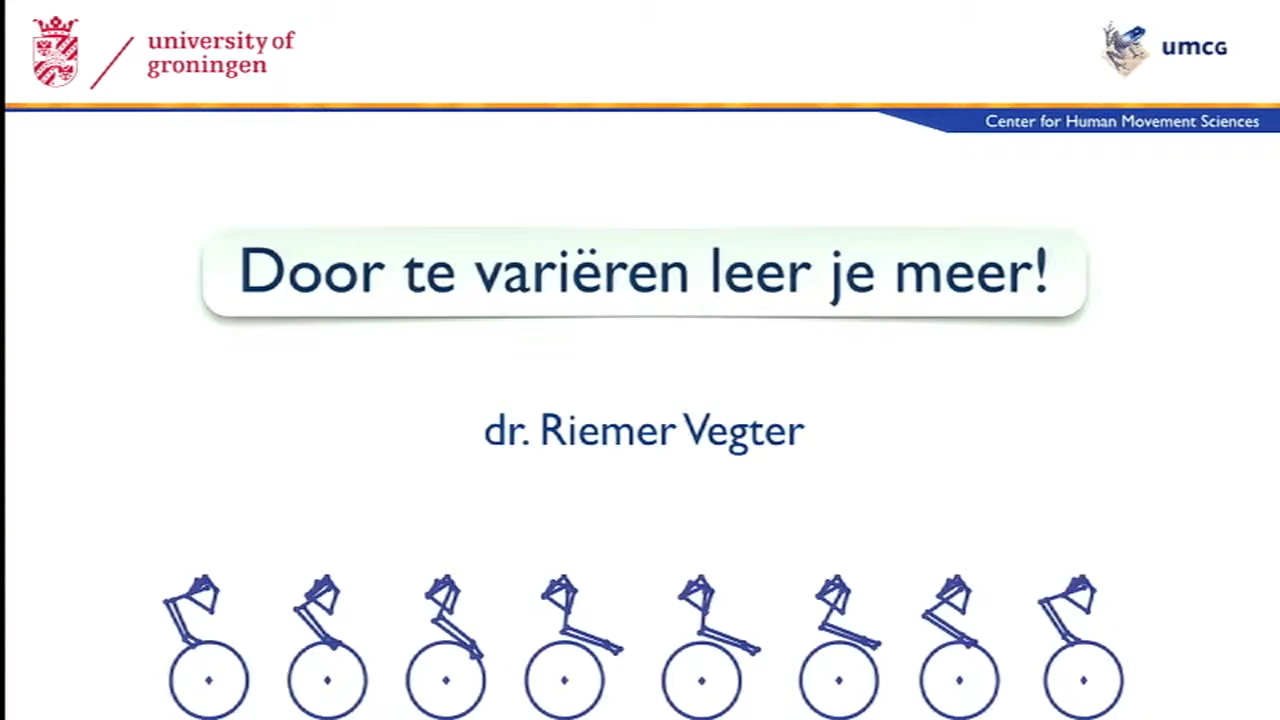 university of
groningen
umcg
Center for Human Movement Sciences
Door te variëren leer je meer!
dr. Riemer Vegter